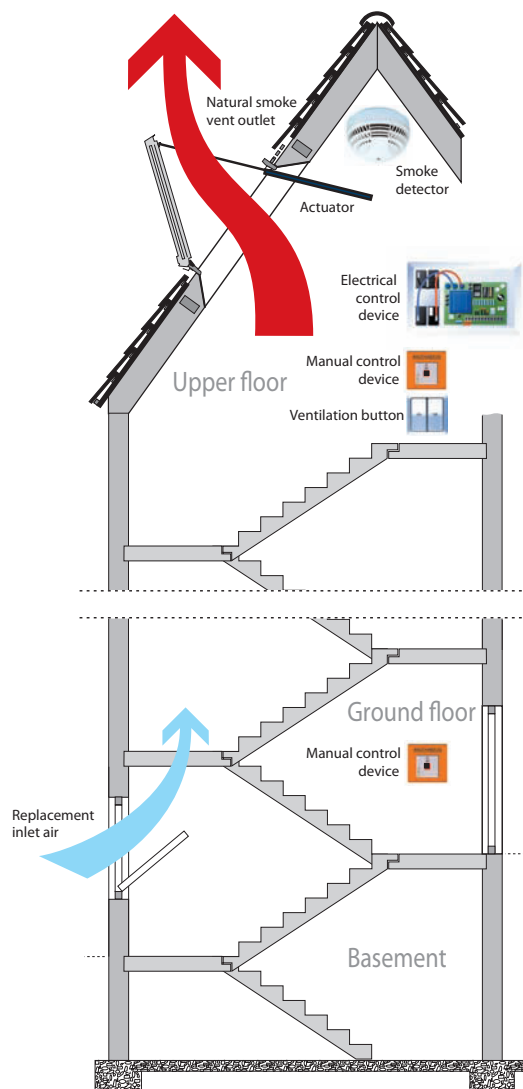 Natural smoke
vent outlet
Smoke
detector
Actuator
Electrical
control
device
Manual control
device
Upper floor
Ventilation button
Ground floor
Manual control
device
Replacement
inlet air
Basement